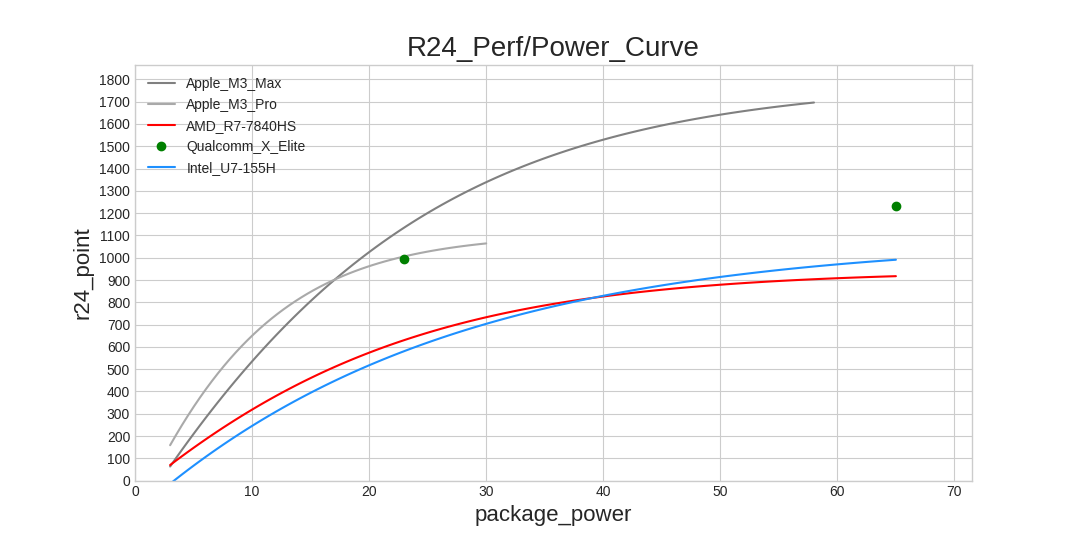 R24_Perf/Power_Curve
Apple_M3_Max
Apple_M3_Pro
AMD_R7-7840HS
Qualcomm_X_Elite
Intel_U7-155H
1800
1700
1600
1500
1400
1300
1200
1100
1000
900
800
700
600
500
400
300
200
100
0
r24_point
0 10 20 30 40 50 60 70
package_power